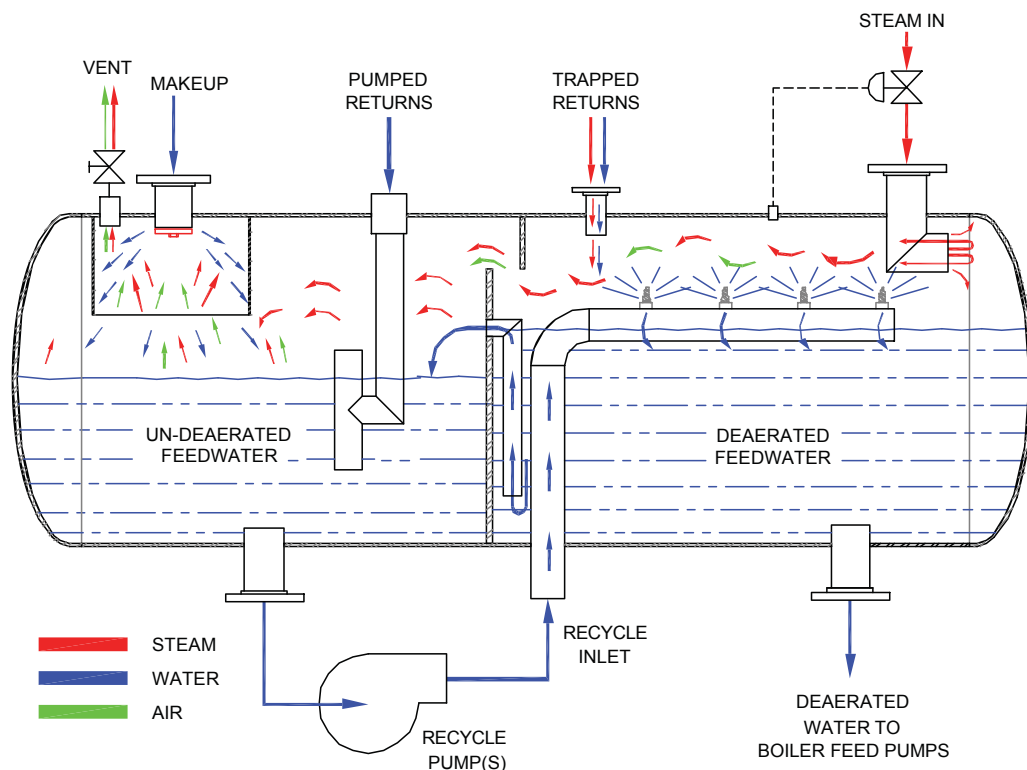 STEAM IN
VENT
MAKEUP
PUMPED
RETURNS
TRAPPED
RETURNS
UN-DEAERATED
FEEDWATER
DEAERATED
FEEDWATER
STEAM
WATER
AIR
RECYCLE
INLET
RECYCLE
PUMP(S)
DEAERATED
WATER TO
BOILER FEED PUMPS